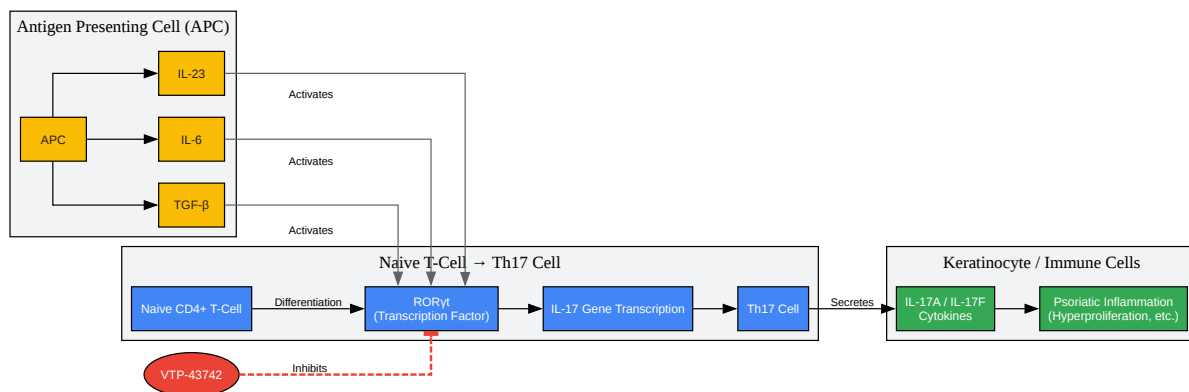 Antigen Presenting Cell (APC)
IL-23
Activates
APC
IL-6
Activates
TGF-β
Activates
Naive T-Cell → Th17 Cell
Keratinocyte / Immune Cells
Naive CD4+ T-Cell
Differentiation
RORγt
(Transcription Factor)
IL-17 Gene Transcription
Th17 Cell
Secretes
IL-17A / IL-17F
Cytokines
Psoriatic Inflammation
(Hyperproliferation, etc.)
VTP-43742
Inhibits